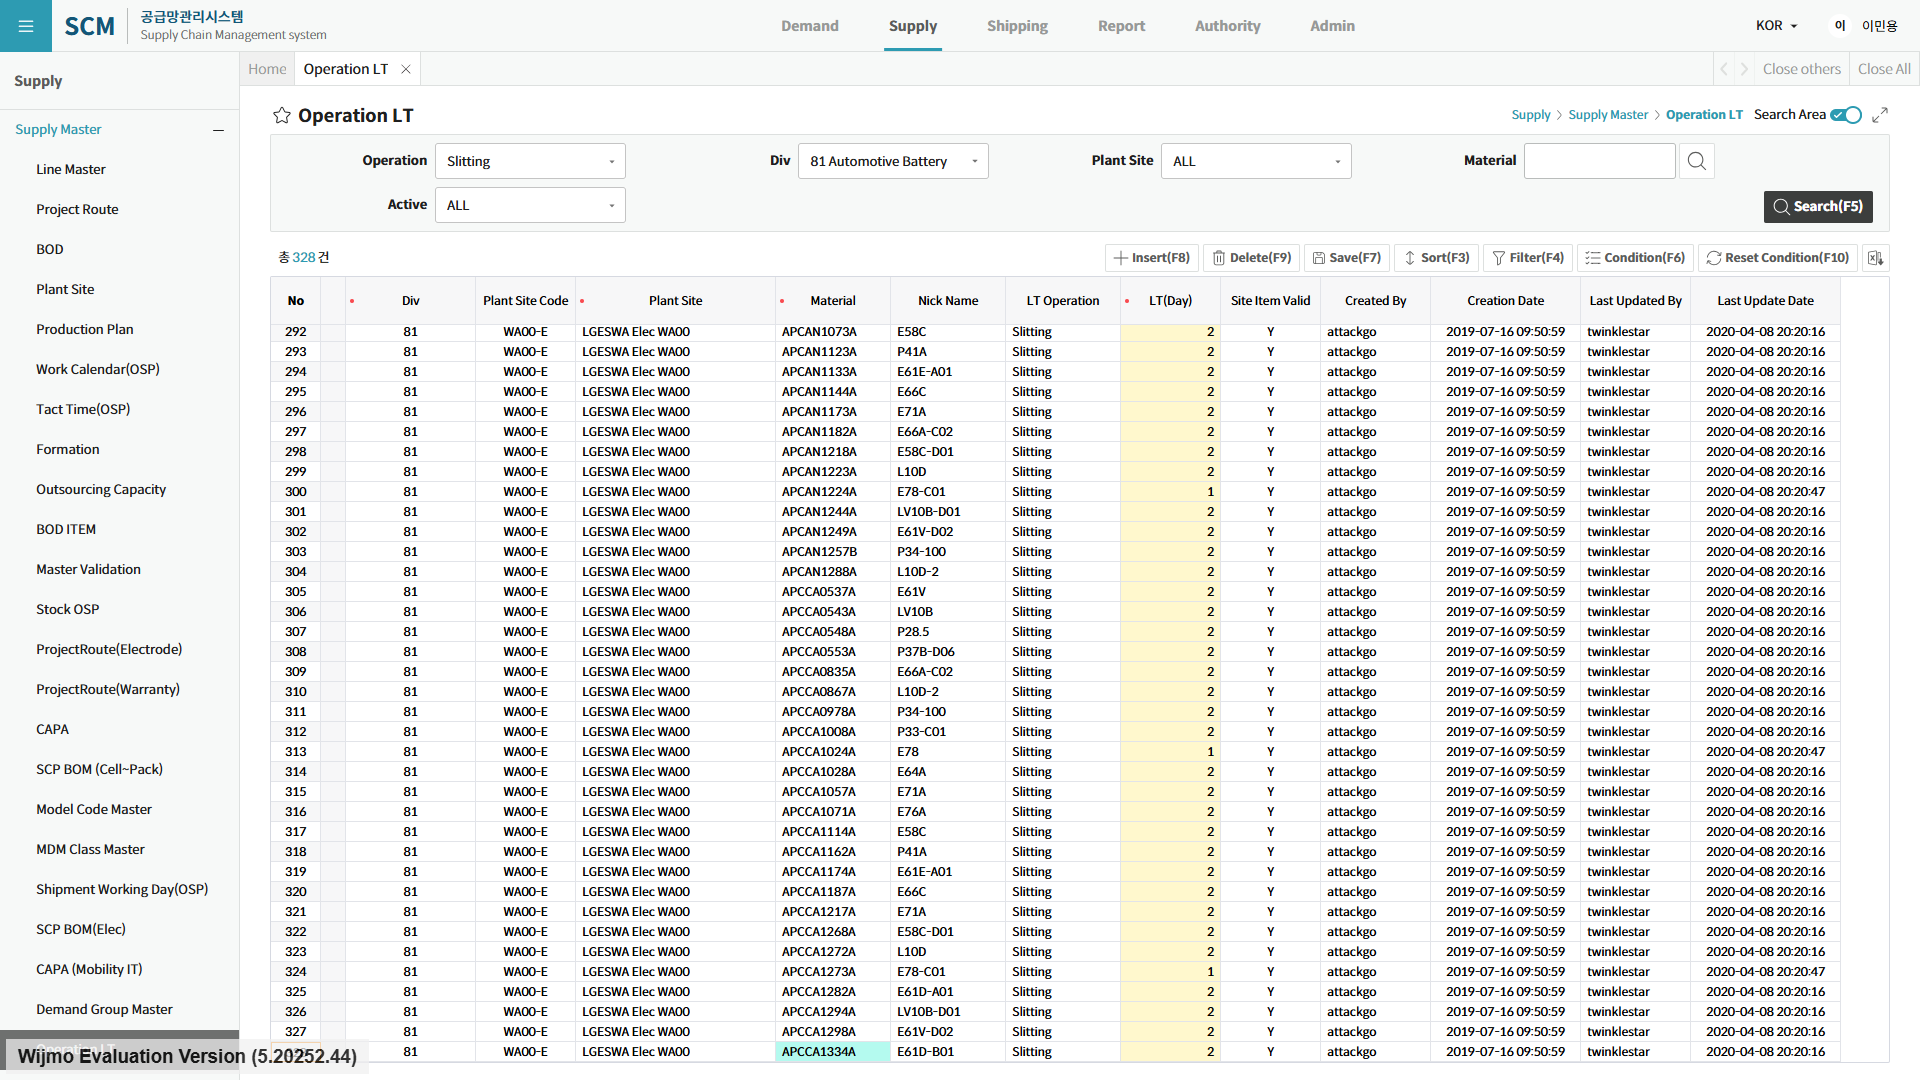 SCM
공급망관리시스템
Supply Chain Management system
Demand Supply Shipping Report Authority Admin
KOR 이 이민용
Supply
Home Operation LT Close others Close All
Supply Master
Line Master
Project Route
BOD
Plant Site
Production Plan
Work Calendar(OSP)
Tact Time(OSP)
Formation
Outsourcing Capacity
BOD ITEM
Master Validation
Stock OSP
ProjectRoute(Electrode)
ProjectRoute(Warranty)
CAPA
SCP BOM (Cell~Pack)
Model Code Master
MDM Class Master
Shipment Working Day(OSP)
SCP BOM(Elec)
CAPA (Mobility IT)
Demand Group Master
Operation LT
Wijmo Evaluation Version (5.20252.44)
Operation LT
Supply > Supply Master > Operation LT Search Area
Operation Slitting Div 81 Automotive Battery Plant Site ALL Material
Active ALL
Search(F5)
총 328 건
Insert(F8) Delete(F9) Save(F7) Sort(F3) Filter(F4) Condition(F6) Reset Condition(F10)
No Div Plant Site Code Plant Site Material Nick Name LT Operation LT(Day) Site Item Valid Created By Creation Date Last Updated By Last Update Date
292 81 WA00-E LGESWA Elec WA00 APCAN1073A E58C Slitting 2 Y attackgo 2019-07-16 09:50:59 twinklestar 2020-04-08 20:20:16
293 81 WA00-E LGESWA Elec WA00 APCAN1123A P41A Slitting 2 Y attackgo 2019-07-16 09:50:59 twinklestar 2020-04-08 20:20:16
294 81 WA00-E LGESWA Elec WA00 APCAN1133A E61E-A01 Slitting 2 Y attackgo 2019-07-16 09:50:59 twinklestar 2020-04-08 20:20:16
295 81 WA00-E LGESWA Elec WA00 APCAN1144A E66C Slitting 2 Y attackgo 2019-07-16 09:50:59 twinklestar 2020-04-08 20:20:16
296 81 WA00-E LGESWA Elec WA00 APCAN1173A E71A Slitting 2 Y attackgo 2019-07-16 09:50:59 twinklestar 2020-04-08 20:20:16
297 81 WA00-E LGESWA Elec WA00 APCAN1182A E66A-C02 Slitting 2 Y attackgo 2019-07-16 09:50:59 twinklestar 2020-04-08 20:20:16
298 81 WA00-E LGESWA Elec WA00 APCAN1218A E58C-D01 Slitting 2 Y attackgo 2019-07-16 09:50:59 twinklestar 2020-04-08 20:20:16
299 81 WA00-E LGESWA Elec WA00 APCAN1223A L10D Slitting 2 Y attackgo 2019-07-16 09:50:59 twinklestar 2020-04-08 20:20:16
300 81 WA00-E LGESWA Elec WA00 APCAN1224A E78-C01 Slitting 1 Y attackgo 2019-07-16 09:50:59 twinklestar 2020-04-08 20:20:47
301 81 WA00-E LGESWA Elec WA00 APCAN1244A LV10B-D01 Slitting 2 Y attackgo 2019-07-16 09:50:59 twinklestar 2020-04-08 20:20:16
302 81 WA00-E LGESWA Elec WA00 APCAN1249A E61V-D02 Slitting 2 Y attackgo 2019-07-16 09:50:59 twinklestar 2020-04-08 20:20:16
303 81 WA00-E LGESWA Elec WA00 APCAN1257B P34-100 Slitting 2 Y attackgo 2019-07-16 09:50:59 twinklestar 2020-04-08 20:20:16
304 81 WA00-E LGESWA Elec WA00 APCAN1288A L10D-2 Slitting 2 Y attackgo 2019-07-16 09:50:59 twinklestar 2020-04-08 20:20:16
305 81 WA00-E LGESWA Elec WA00 APCCA0537A E61V Slitting 2 Y attackgo 2019-07-16 09:50:59 twinklestar 2020-04-08 20:20:16
306 81 WA00-E LGESWA Elec WA00 APCCA0543A LV10B Slitting 2 Y attackgo 2019-07-16 09:50:59 twinklestar 2020-04-08 20:20:16
307 81 WA00-E LGESWA Elec WA00 APCCA0548A P28.5 Slitting 2 Y attackgo 2019-07-16 09:50:59 twinklestar 2020-04-08 20:20:16
308 81 WA00-E LGESWA Elec WA00 APCCA0553A P37B-D06 Slitting 2 Y attackgo 2019-07-16 09:50:59 twinklestar 2020-04-08 20:20:16
309 81 WA00-E LGESWA Elec WA00 APCCA0835A E66A-C02 Slitting 2 Y attackgo 2019-07-16 09:50:59 twinklestar 2020-04-08 20:20:16
310 81 WA00-E LGESWA Elec WA00 APCCA0867A L10D-2 Slitting 2 Y attackgo 2019-07-16 09:50:59 twinklestar 2020-04-08 20:20:16
311 81 WA00-E LGESWA Elec WA00 APCCA0978A P34-100 Slitting 2 Y attackgo 2019-07-16 09:50:59 twinklestar 2020-04-08 20:20:16
312 81 WA00-E LGESWA Elec WA00 APCCA1008A P33-C01 Slitting 2 Y attackgo 2019-07-16 09:50:59 twinklestar 2020-04-08 20:20:16
313 81 WA00-E LGESWA Elec WA00 APCCA1024A E78 Slitting 1 Y attackgo 2019-07-16 09:50:59 twinklestar 2020-04-08 20:20:47
314 81 WA00-E LGESWA Elec WA00 APCCA1028A E64A Slitting 2 Y attackgo 2019-07-16 09:50:59 twinklestar 2020-04-08 20:20:16
315 81 WA00-E LGESWA Elec WA00 APCCA1057A E71A Slitting 2 Y attackgo 2019-07-16 09:50:59 twinklestar 2020-04-08 20:20:16
316 81 WA00-E LGESWA Elec WA00 APCCA1071A E76A Slitting 2 Y attackgo 2019-07-16 09:50:59 twinklestar 2020-04-08 20:20:16
317 81 WA00-E LGESWA Elec WA00 APCCA1114A E58C Slitting 2 Y attackgo 2019-07-16 09:50:59 twinklestar 2020-04-08 20:20:16
318 81 WA00-E LGESWA Elec WA00 APCCA1162A P41A Slitting 2 Y attackgo 2019-07-16 09:50:59 twinklestar 2020-04-08 20:20:16
319 81 WA00-E LGESWA Elec WA00 APCCA1174A E61E-A01 Slitting 2 Y attackgo 2019-07-16 09:50:59 twinklestar 2020-04-08 20:20:16
320 81 WA00-E LGESWA Elec WA00 APCCA1187A E66C Slitting 2 Y attackgo 2019-07-16 09:50:59 twinklestar 2020-04-08 20:20:16
321 81 WA00-E LGESWA Elec WA00 APCCA1217A E71A Slitting 2 Y attackgo 2019-07-16 09:50:59 twinklestar 2020-04-08 20:20:16
322 81 WA00-E LGESWA Elec WA00 APCCA1268A E58C-D01 Slitting 2 Y attackgo 2019-07-16 09:50:59 twinklestar 2020-04-08 20:20:16
323 81 WA00-E LGESWA Elec WA00 APCCA1272A L10D Slitting 2 Y attackgo 2019-07-16 09:50:59 twinklestar 2020-04-08 20:20:16
324 81 WA00-E LGESWA Elec WA00 APCCA1273A E78-C01 Slitting 1 Y attackgo 2019-07-16 09:50:59 twinklestar 2020-04-08 20:20:47
325 81 WA00-E LGESWA Elec WA00 APCCA1282A E61D-A01 Slitting 2 Y attackgo 2019-07-16 09:50:59 twinklestar 2020-04-08 20:20:16
326 81 WA00-E LGESWA Elec WA00 APCCA1294A LV10B-D01 Slitting 2 Y attackgo 2019-07-16 09:50:59 twinklestar 2020-04-08 20:20:16
327 81 WA00-E LGESWA Elec WA00 APCCA1298A E61V-D02 Slitting 2 Y attackgo 2019-07-16 09:50:59 twinklestar 2020-04-08 20:20:16
81 WA00-E LGESWA Elec WA00 APCCA1334A E61D-B01 Slitting 2 Y attackgo 2019-07-16 09:50:59 twinklestar 2020-04-08 20:20:16